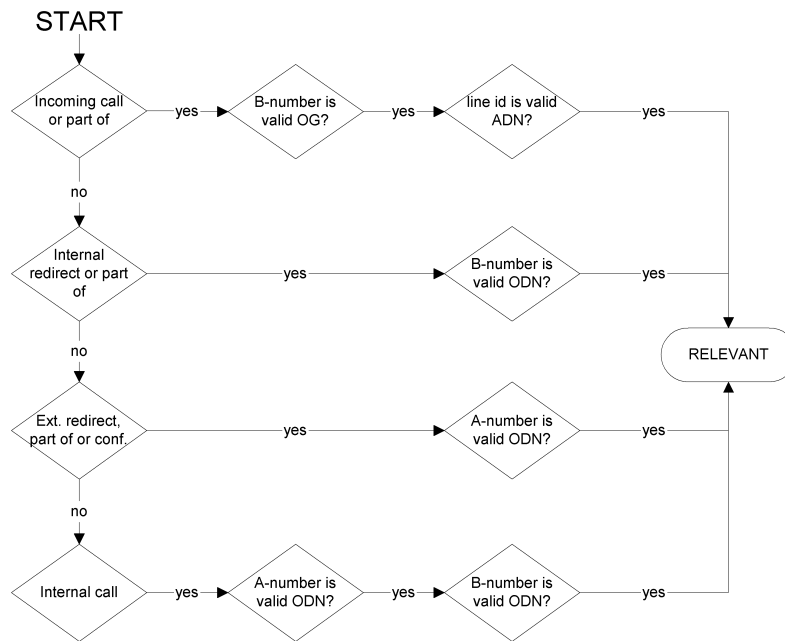 START
Incoming call
or part of
yes
B-number is
valid OG?
yes
line id is valid
ADN?
yes
no
Internal
redirect or part
of
yes
B-number is
valid ODN?
yes
no
RELEVANT
Ext. redirect,
part of or conf.
yes
A-number is
valid ODN?
yes
no
Internal call
yes
A-number is
valid ODN?
yes
B-number is
valid ODN?
yes